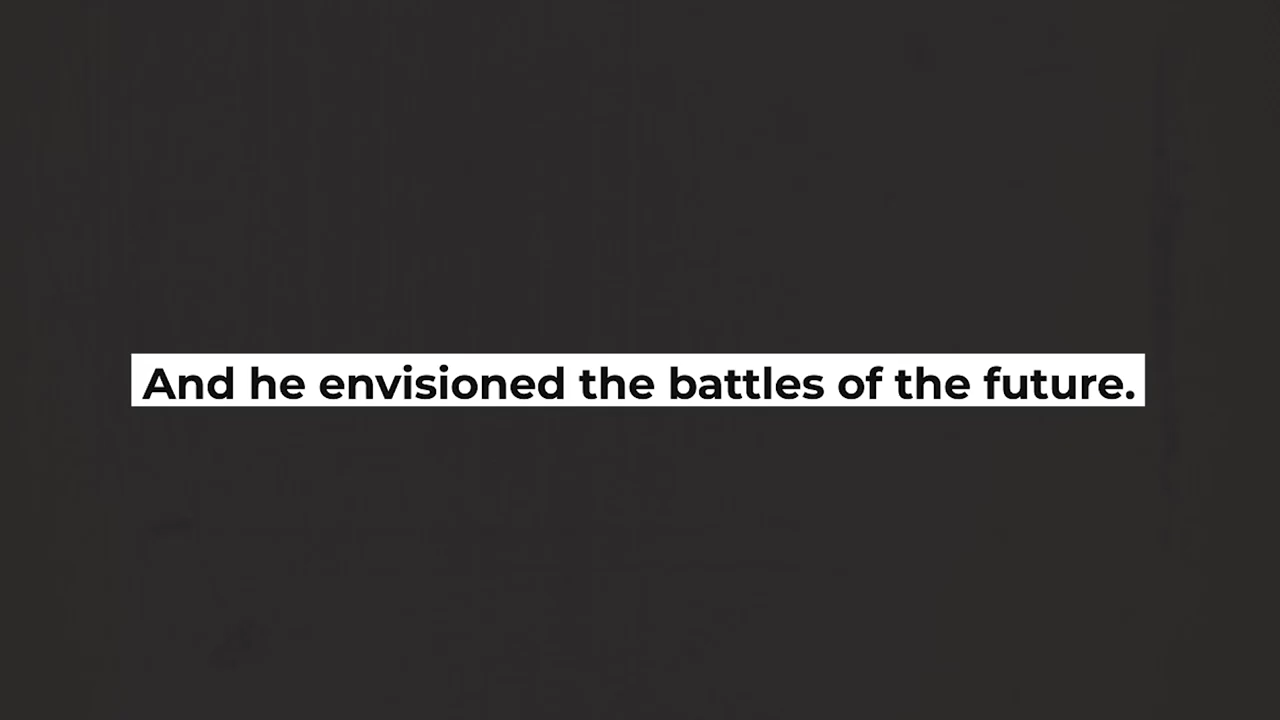 And he envisioned the battles of the future.